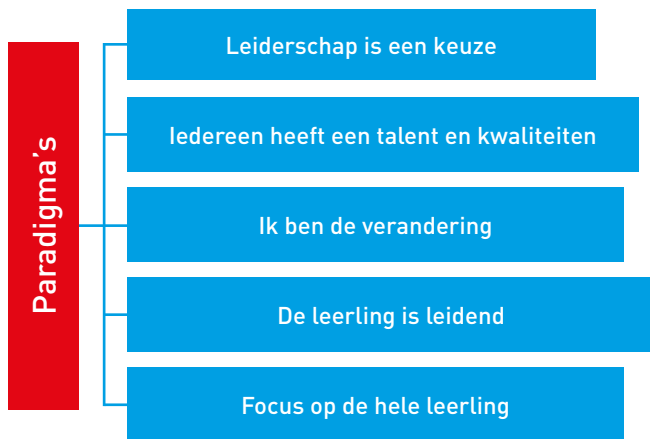 Paradigma's
Leiderschap is een keuze
Iedereen heeft een talent en kwaliteiten
Ik ben de verandering
De leerling is leidend
Focus op de hele leerling